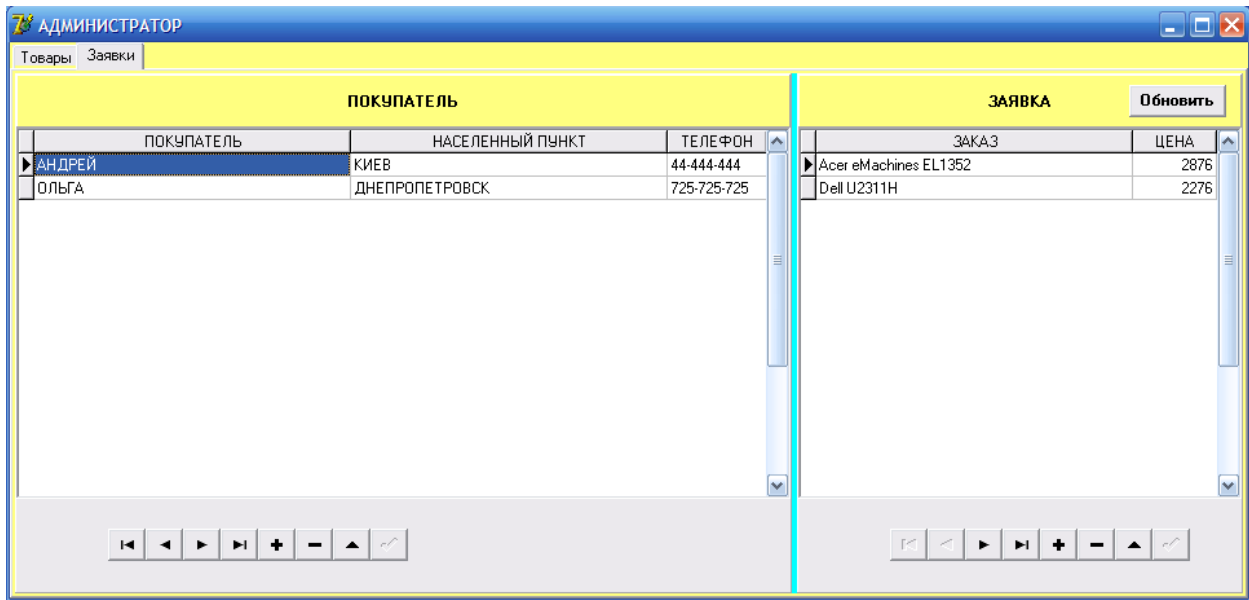 АДМИНИСТРАТОР
Товары Заявки
ПОКУПАТЕЛЬ ЗАЯВКА Обновить
ПОКУПАТЕЛЬ НАСЕЛЕННЫЙ ПУНКТ ТЕЛЕФОН ЗАКАЗ ЦЕНА
АНДРЕЙ КИЕВ 44-444-444 Acer eMachines EL1352 2876
ОЛЬГА ДНЕПРОПЕТРОВСК 725-725-725 Dell U2311H 2276